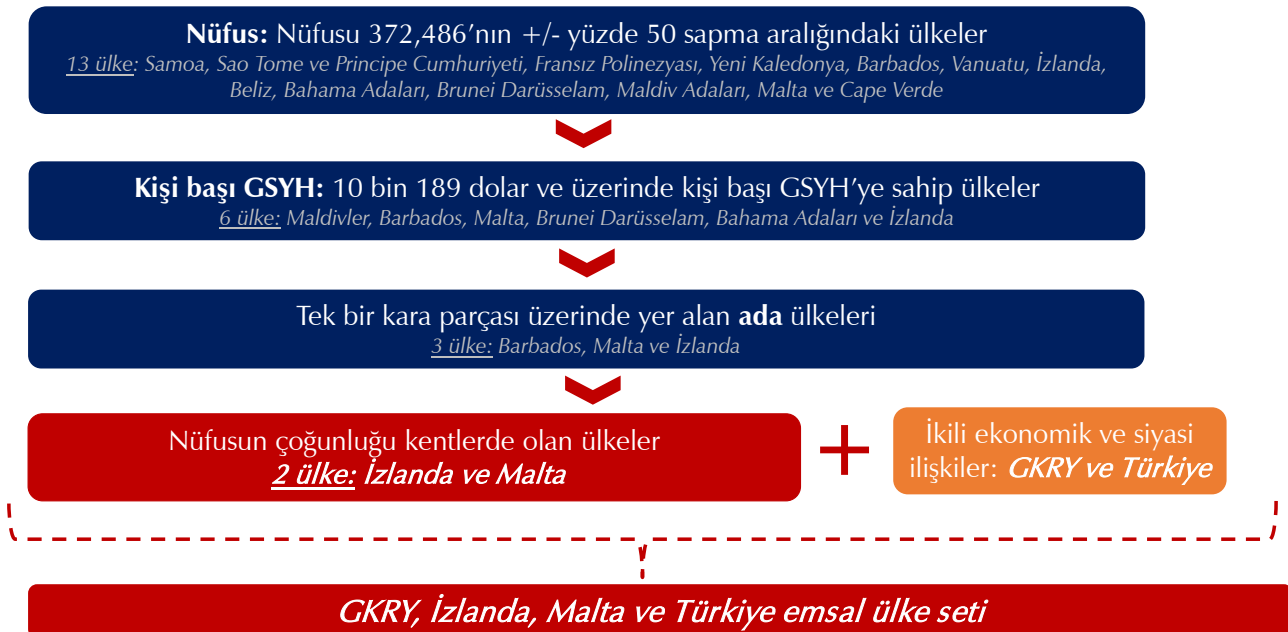 Nüfus: Nüfusu 372,486’nın +/- yüzde 50 sapma aralığındaki ülkeler
13 ülke: Samoa, Sao Tome ve Principe Cumhuriyeti, Fransız Polinezyası, Yeni Kaledonya, Barbados, Vanuatu, İzlanda,
Beliz, Bahama Adaları, Brunei Darüsselam, Maldiv Adaları, Malta ve Cape Verde
Kişi başı GSYH: 10 bin 189 dolar ve üzerinde kişi başı GSYH’ye sahip ülkeler
6 ülke: Maldivler, Barbados, Malta, Brunei Darüsselam, Bahama Adaları ve İzlanda
Tek bir kara parçası üzerinde yer alan ada ülkeleri
3 ülke: Barbados, Malta ve İzlanda
Nüfusun çoğunluğu kentlerde olan ülkeler
2 ülke: İzlanda ve Malta
+
İkili ekonomik ve siyasi
ilişkiler: GKRY ve Türkiye
GKRY, İzlanda, Malta ve Türkiye emsal ülke seti